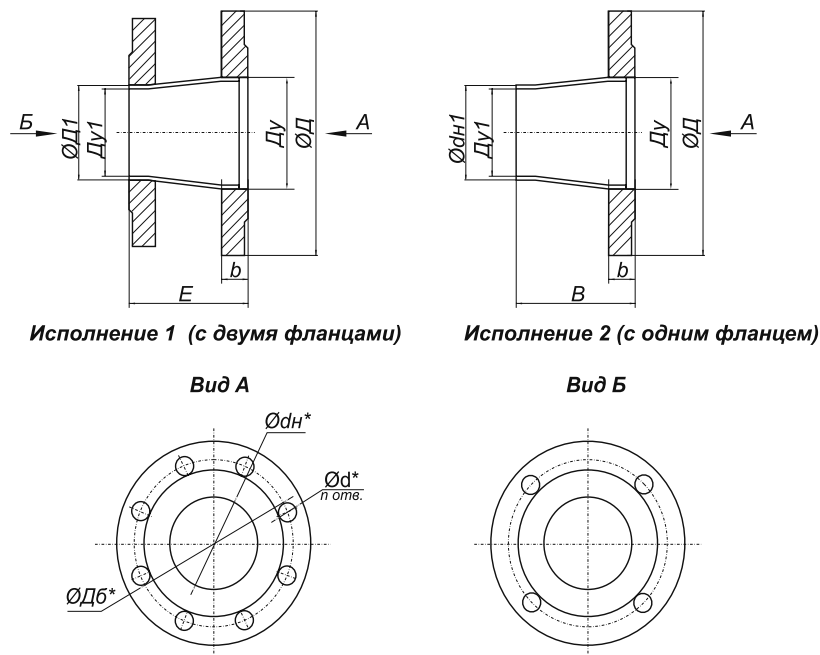 Б
ØД1
Ду1
Ду
ØД
А
b
E
Ødн1
Ду1
Ду
ØД
А
b
В
Исполнение 1 (с двумя фланцами)
Исполнение 2 (с одним фланцем)
Вид А
Вид Б
Ødн*
Ød*
n отв.
ØДб*